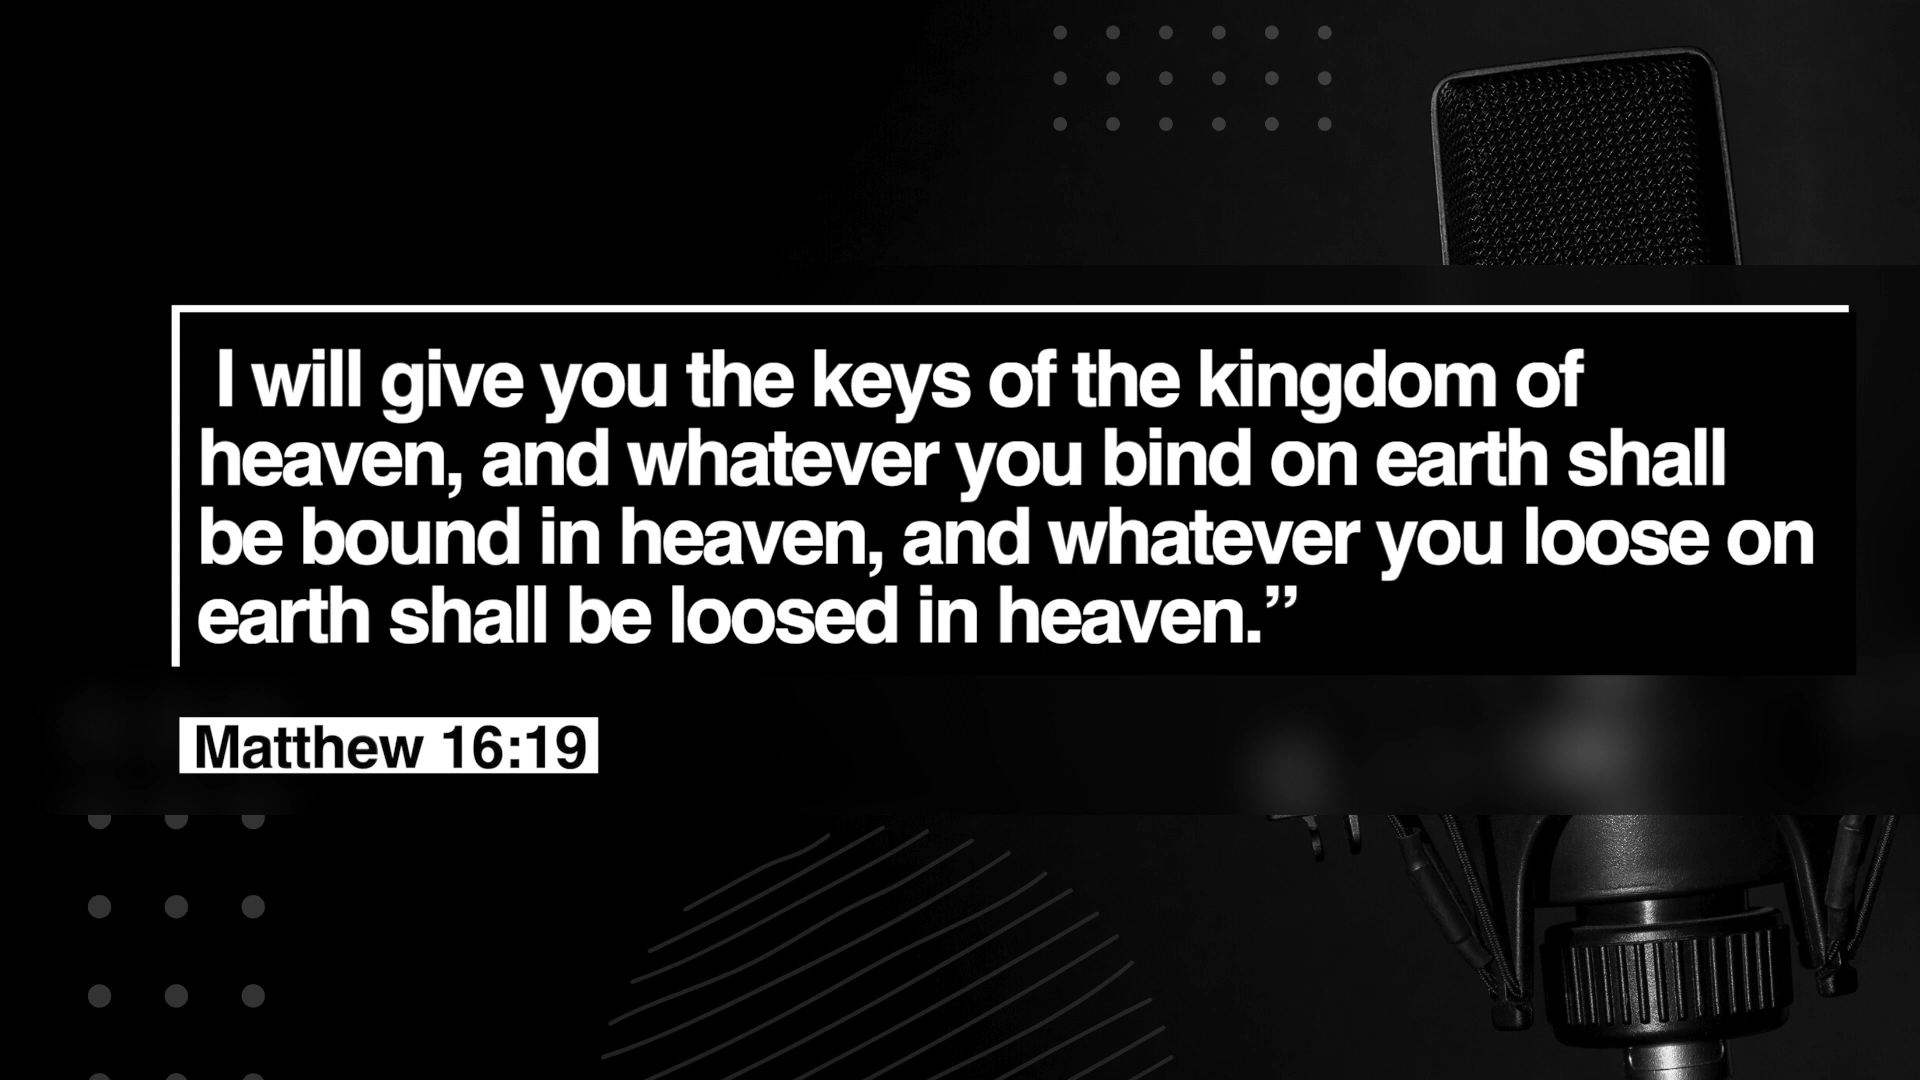 I will give you the keys of the kingdom of
heaven, and whatever you bind on earth shall
be bound in heaven, and whatever you loose on
earth shall be loosed in heaven.”
Matthew 16:19